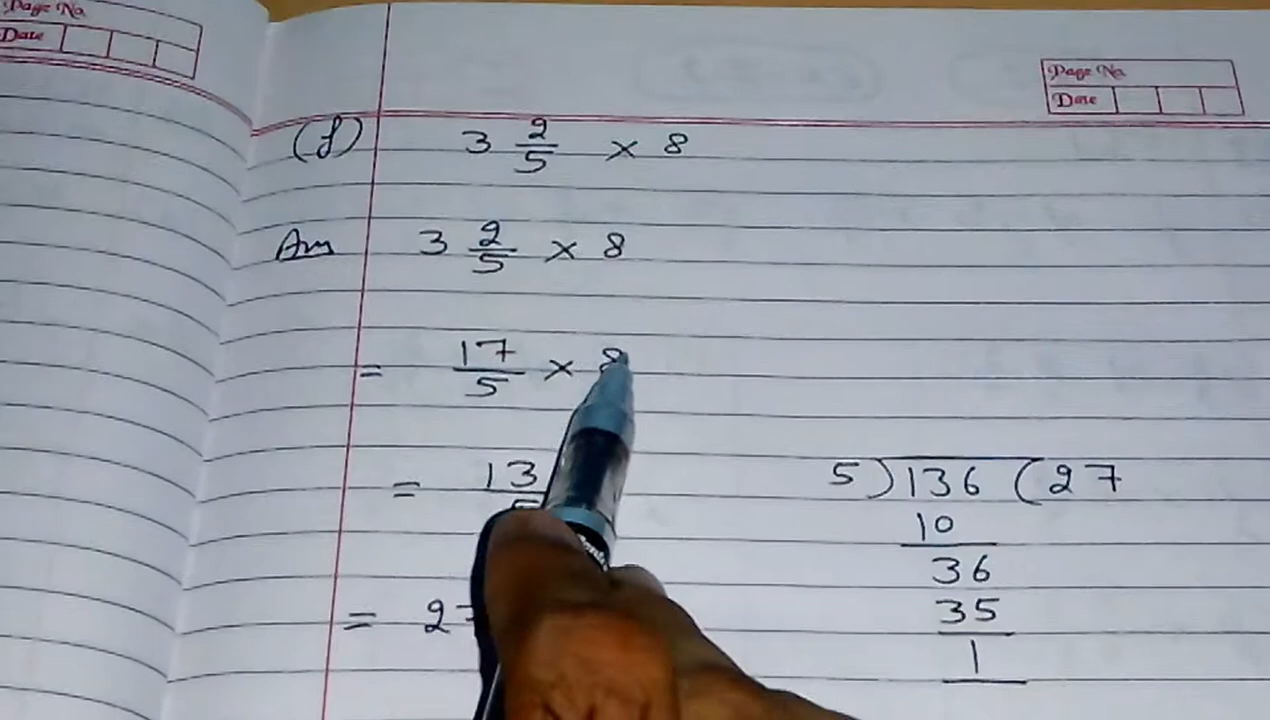 Page No.
Date
Page No.
Date
(f) 3 2/5 × 8
Ans 3 2/5 × 8
= 17/5 × 8
= 13
5)136(27
10
36
= 2
35
1